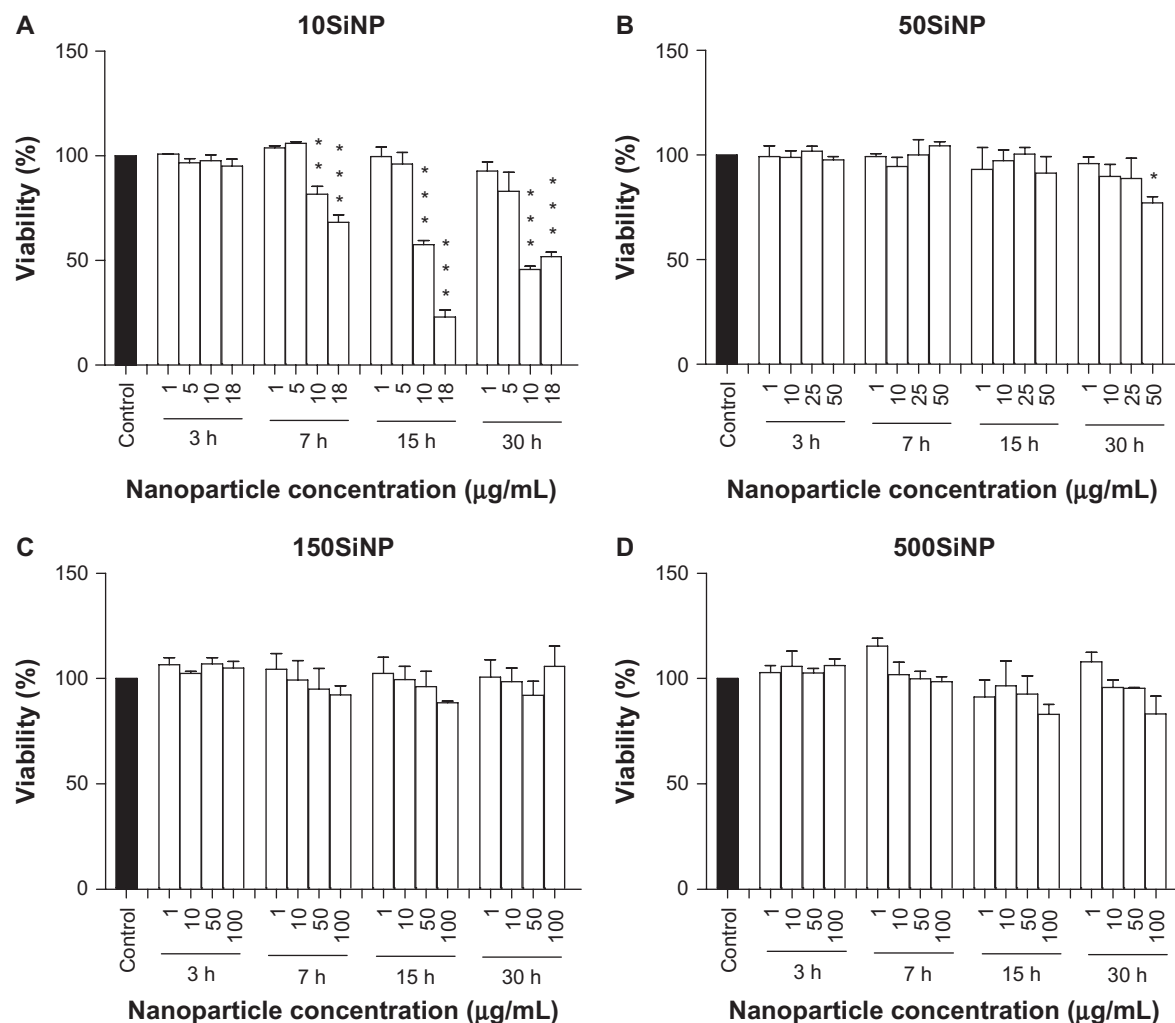 A
10SiNP
150
100
50
0
Viability (%)
* *
* * *
* * *
* * *
* * *
* * *
Control
1 5 10 18
1 5 10 18
1 5 10 18
1 5 10 18
3 h
7 h
15 h
30 h
Nanoparticle concentration (µg/mL)
B
50SiNP
150
100
50
0
Viability (%)
*
Control
1 10 25 50
1 10 25 50
1 10 25 50
1 10 25 50
3 h
7 h
15 h
30 h
Nanoparticle concentration (µg/mL)
C
150SiNP
150
100
50
0
Viability (%)
Control
1 10 50 100
1 10 50 100
1 10 50 100
1 10 50 100
3 h
7 h
15 h
30 h
Nanoparticle concentration (µg/mL)
D
500SiNP
150
100
50
0
Viability (%)
Control
1 10 50 100
1 10 50 100
1 10 50 100
1 10 50 100
3 h
7 h
15 h
30 h
Nanoparticle concentration (µg/mL)